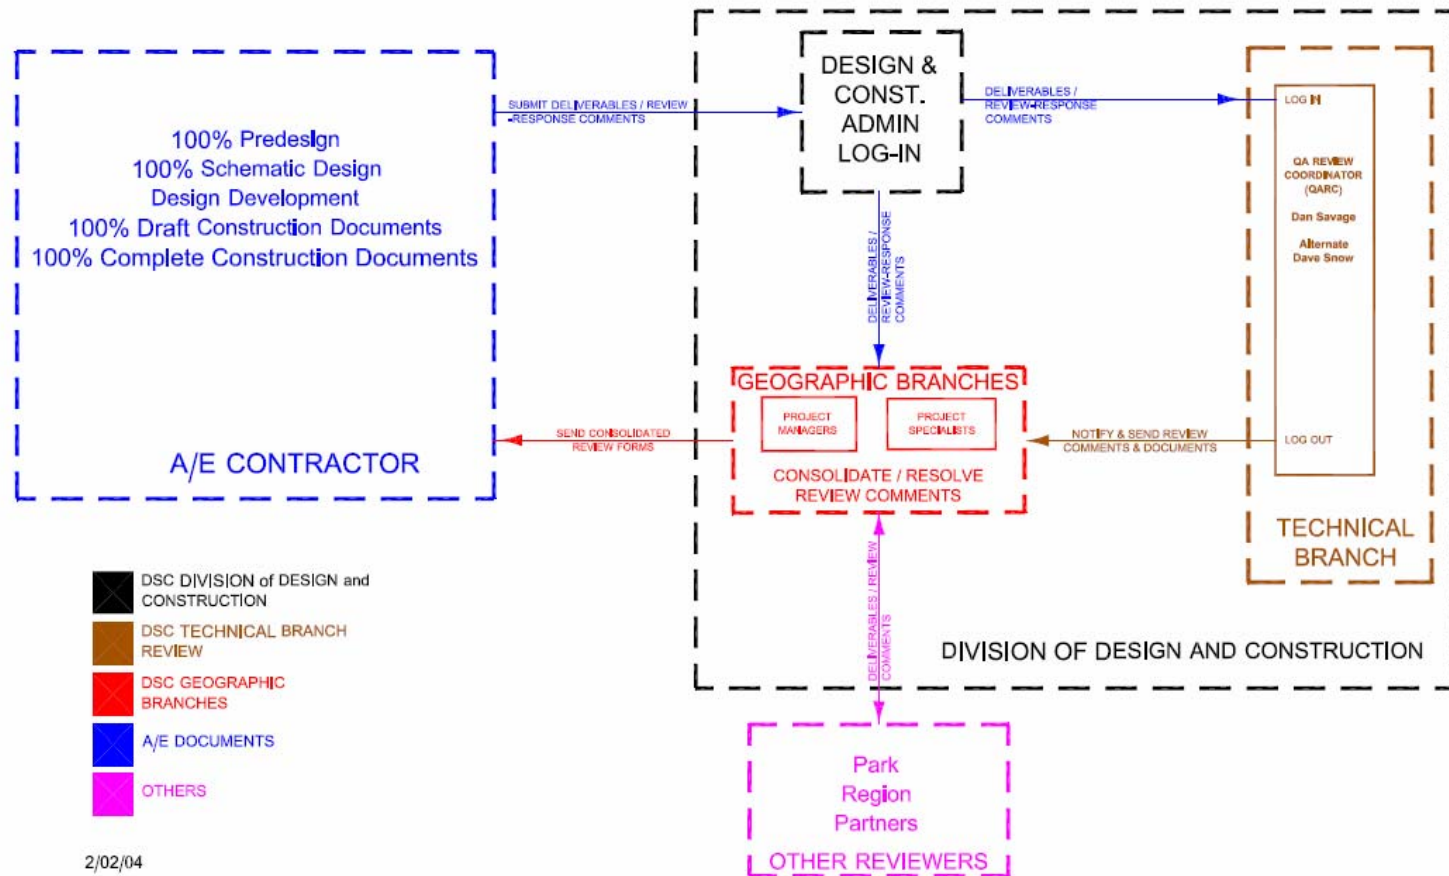 100% Predesign
100% Schematic Design
Design Development
100% Draft Construction Documents
100% Complete Construction Documents
A/E CONTRACTOR
SUBMIT DELIVERABLES / REVIEW
-RESPONSE COMMENTS
DESIGN &
CONST.
ADMIN
LOG-IN
DELIVERABLES /
REVIEW-RESPONSE
COMMENTS
LOG IN
QA REVIEW
COORDINATOR
(QARC)
Dan Savage
Alternate
Dave Snow
LOG OUT
TECHNICAL
BRANCH
DELIVERABLES /
REVIEW-RESPONSE
COMMENTS
GEOGRAPHIC BRANCHES
PROJECT
MANAGERS
PROJECT
SPECIALISTS
CONSOLIDATE / RESOLVE
REVIEW COMMENTS
SEND CONSOLIDATED
REVIEW FORMS
NOTIFY & SEND REVIEW
COMMENTS & DOCUMENTS
DELIVERABLES / REVIEW
COMMENTS
DIVISION OF DESIGN AND CONSTRUCTION
Park
Region
Partners
OTHER REVIEWERS
DSC DIVISION of DESIGN and
CONSTRUCTION
DSC TECHNICAL BRANCH
REVIEW
DSC GEOGRAPHIC
BRANCHES
A/E DOCUMENTS
OTHERS
2/02/04